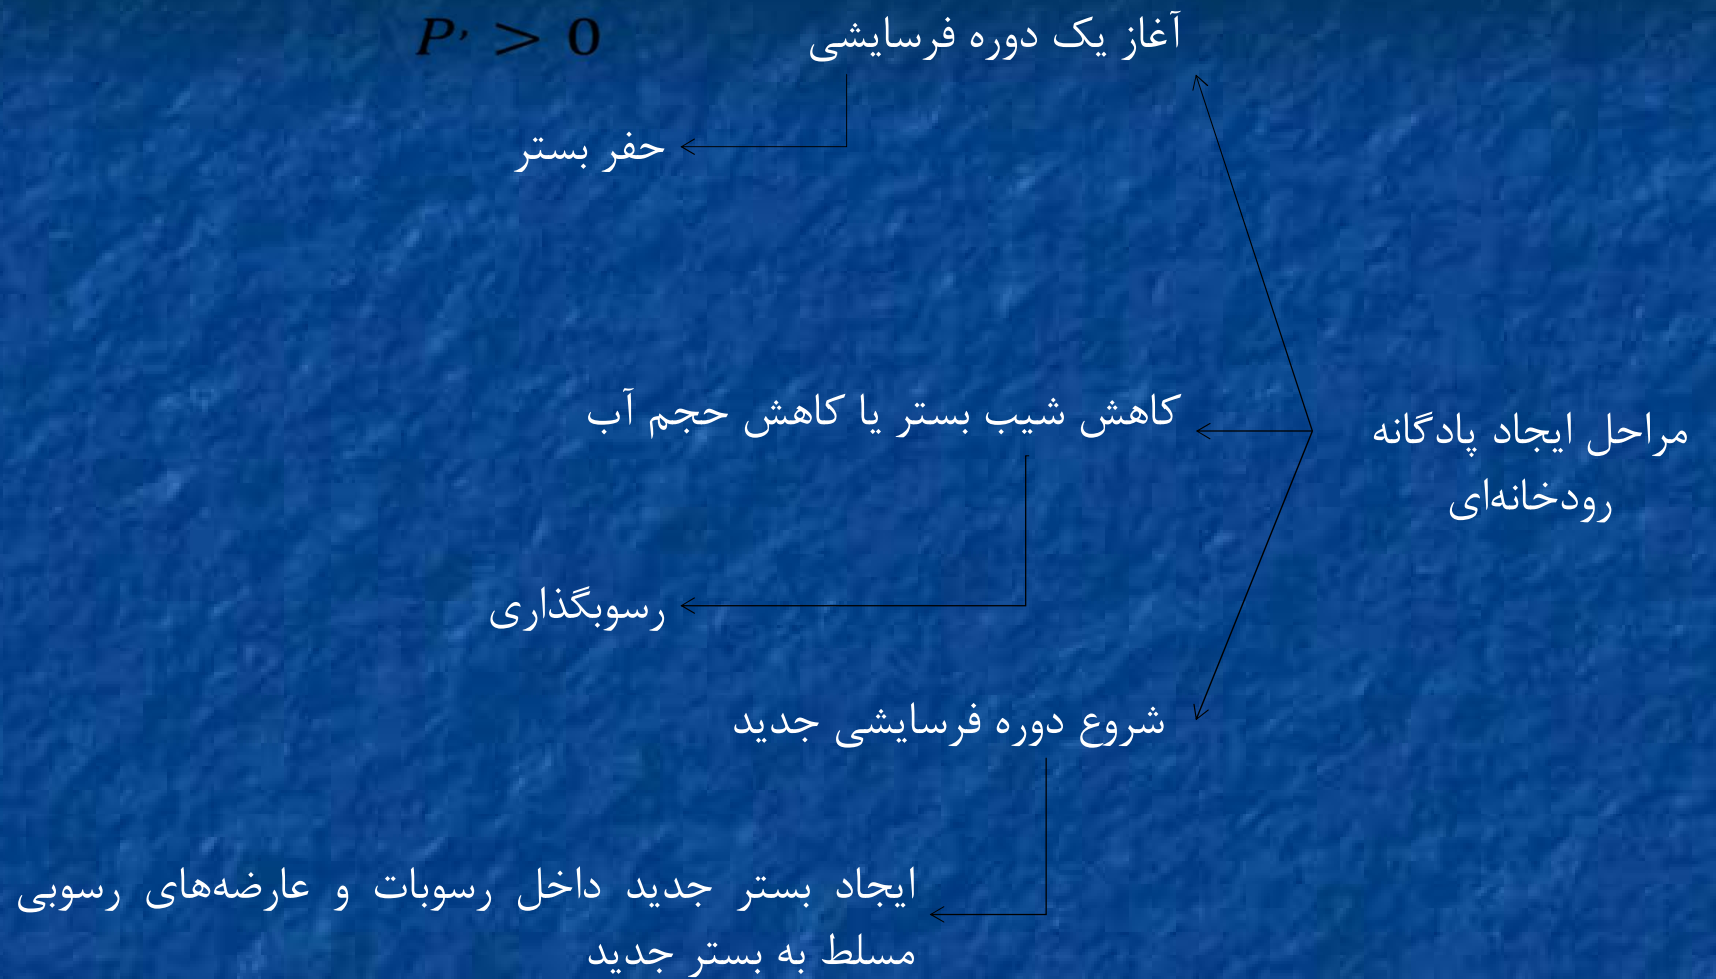 آغاز یک دوره فرسایشی
P' > 0
حفر بستر
کاهش شیب بستر یا کاهش حجم آب
مراحل ایجاد پادگانه
رودخانه‌ای
رسوبگذاری
شروع دوره فرسایشی جدید
ایجاد بستر جدید داخل رسوبات و عارضه‌های رسوبی
مسلط به بستر جدید